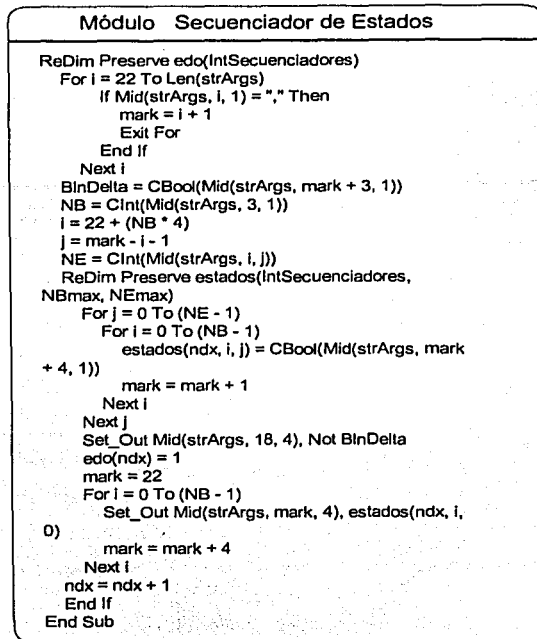 Módulo Secuenciador de Estados
ReDim Preserve edo(IntSecuenciadores)
For i = 22 To Len(strArgs)
If Mid(strArgs, i, 1) = "," Then
mark = i + 1
Exit For
End If
Next i
BlnDelta = CBool(Mid(strArgs, mark + 3, 1))
NB = CInt(Mid(strArgs, 3, 1))
i = 22 + (NB * 4)
j = mark - i - 1
NE = CInt(Mid(strArgs, i, j))
ReDim Preserve estados(IntSecuenciadores,
NBmax, NEmax)
For j = 0 To (NE - 1)
For i = 0 To (NB - 1)
estados(ndx, i, j) = CBool(Mid(strArgs, mark
+ 4, 1))
mark = mark + 1
Next i
Next j
Set_Out Mid(strArgs, 18, 4), Not BlnDelta
edo(ndx) = 1
mark = 22
For i = 0 To (NB - 1)
Set_Out Mid(strArgs, mark, 4), estados(ndx, i,
0)
mark = mark + 4
Next i
ndx = ndx + 1
End If
End Sub